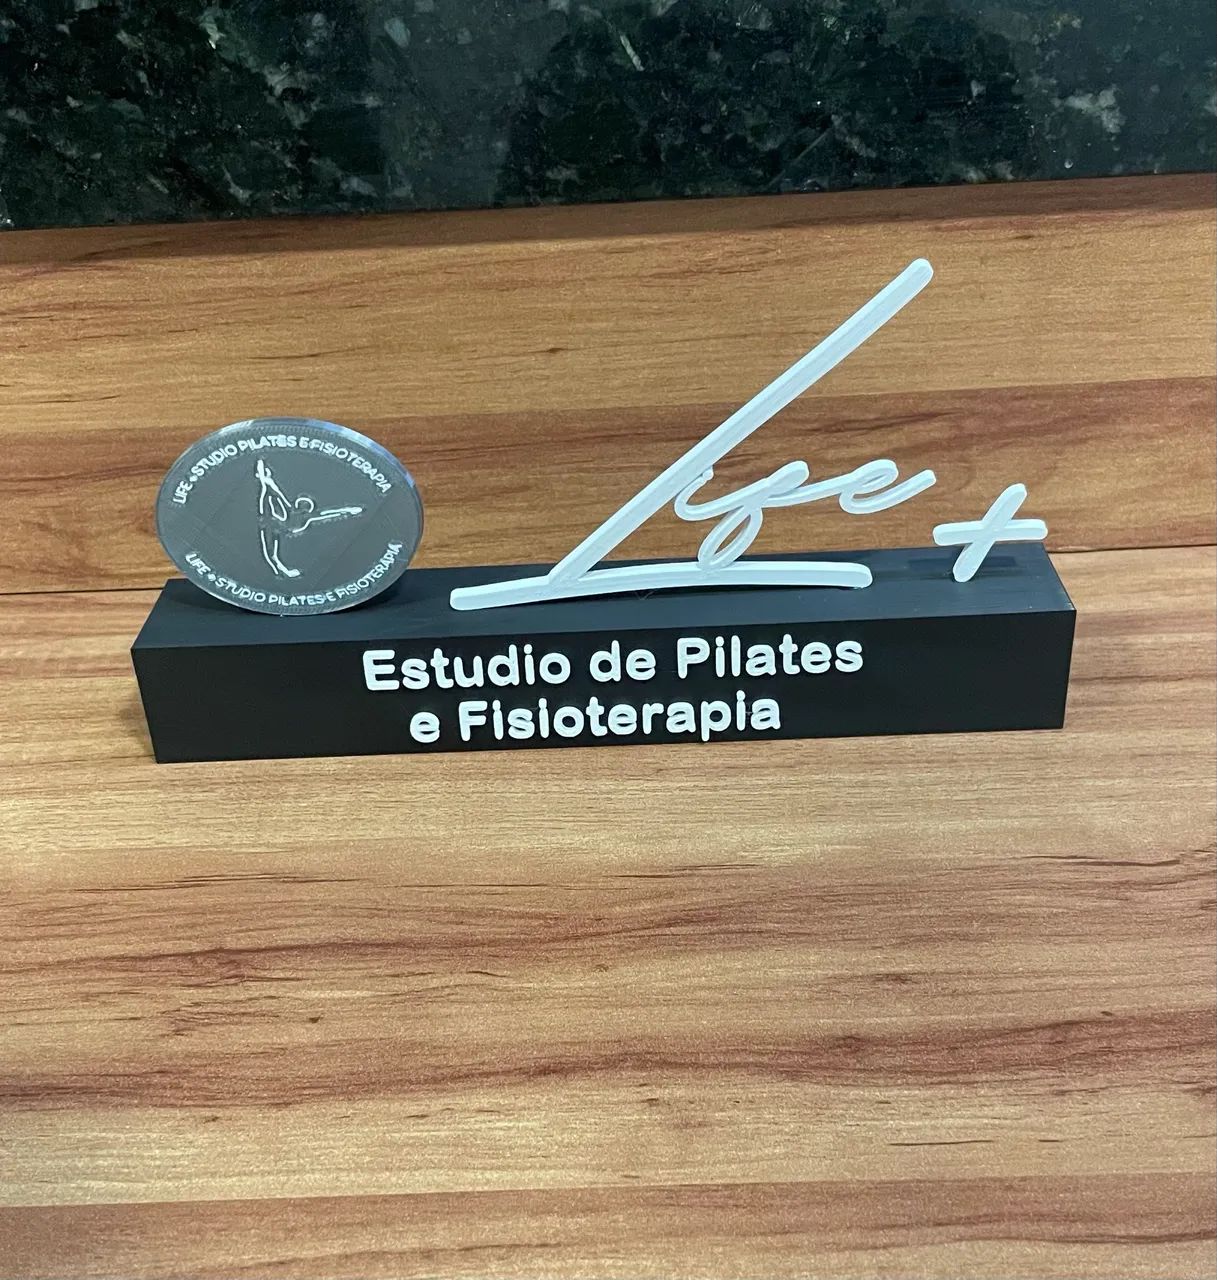 LIFE + STUDIO PILATES E FISIOTERAPIA
LIFE + STUDIO PILATES E FISIOTERAPIA
Life +
Estudio de Pilates
e Fisioterapia